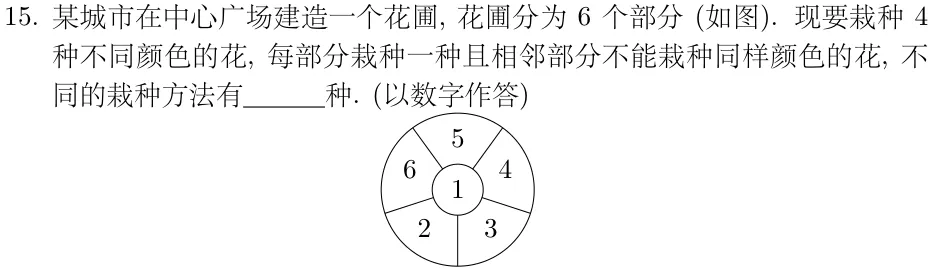 15. 某城市在中心广场建造一个花圃, 花圃分为 6 个部分 (如图). 现要栽种 4
种不同颜色的花, 每部分栽种一种且相邻部分不能栽种同样颜色的花, 不
同的栽种方法有______种. (以数字作答)
5
6 4
1
2 3